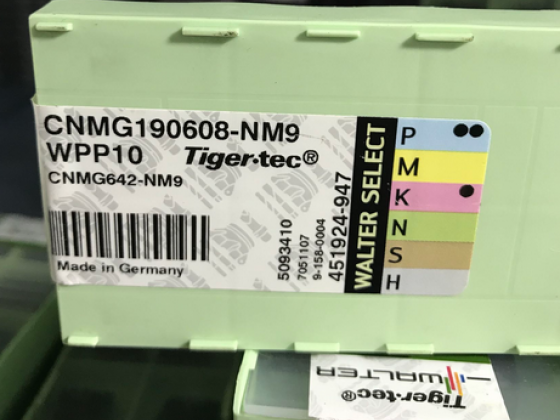 CNMG190608-NM9
WPP10 Tiger·tec®
CNMG642-NM9
Made in Germany
5093410
7051107
9-158-0004
451924-947
WALTER SELECT
P
M
K
N
S
H
WALTER
Tiger·tec®